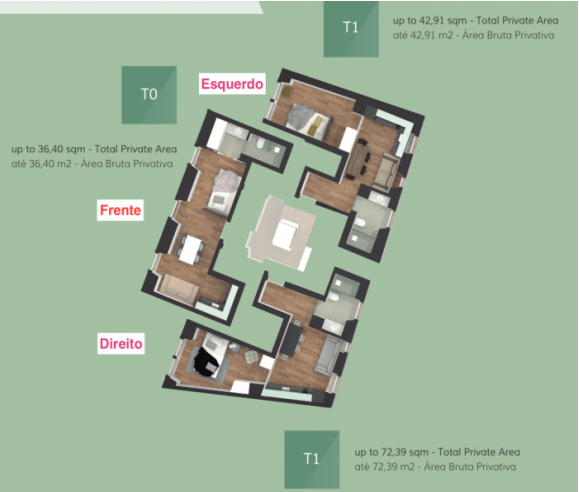 T1
up to 42,91 sqm - Total Private Area
até 42,91 m2 - Área Bruta Privativa
Esquerdo
T0
up to 36,40 sqm - Total Private Area
até 36,40 m2 - Àrea Bruta Privativa
Frente
Direito
T1
up to 72,39 sqm - Total Private Area
até 72,39 m2 - Àrea Bruta Privativa